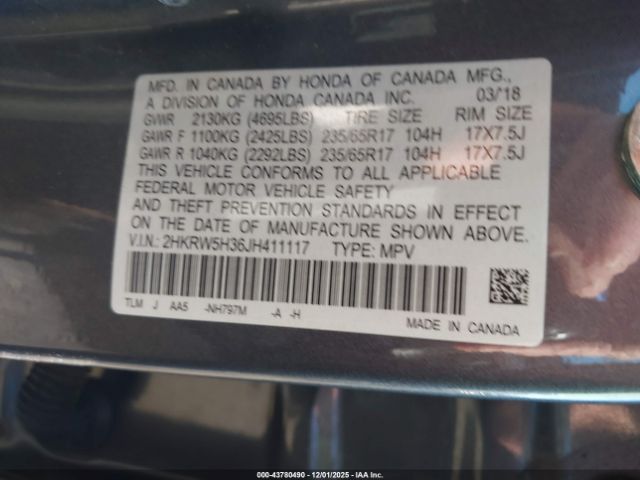 MFD. IN CANADA BY HONDA OF CANADA MFG.,
A DIVISION OF HONDA CANADA INC. 03/'18
GVWR 2130KG (4695LBS) TIRE SIZE RIM SIZE
GAWR F 1100KG (2425LBS) 235/65R17 104H 17X7.5J
GAWR R 1040KG (2292LBS) 235/65R17 104H 17X7.5J
THIS VEHICLE CONFORMS TO ALL APPLICABLE
FEDERAL MOTOR VEHICLE SAFETY
AND THEFT PREVENTION STANDARDS IN EFFECT
ON THE DATE OF MANUFACTURE SHOWN ABOVE.
V.I.N.: 2HKRW5H36JH411117 TYPE: MPV
TLM J AA5 -NH797M -A -H
MADE IN CANADA
000-43780490 - 12/01/2025 - IAA Inc.